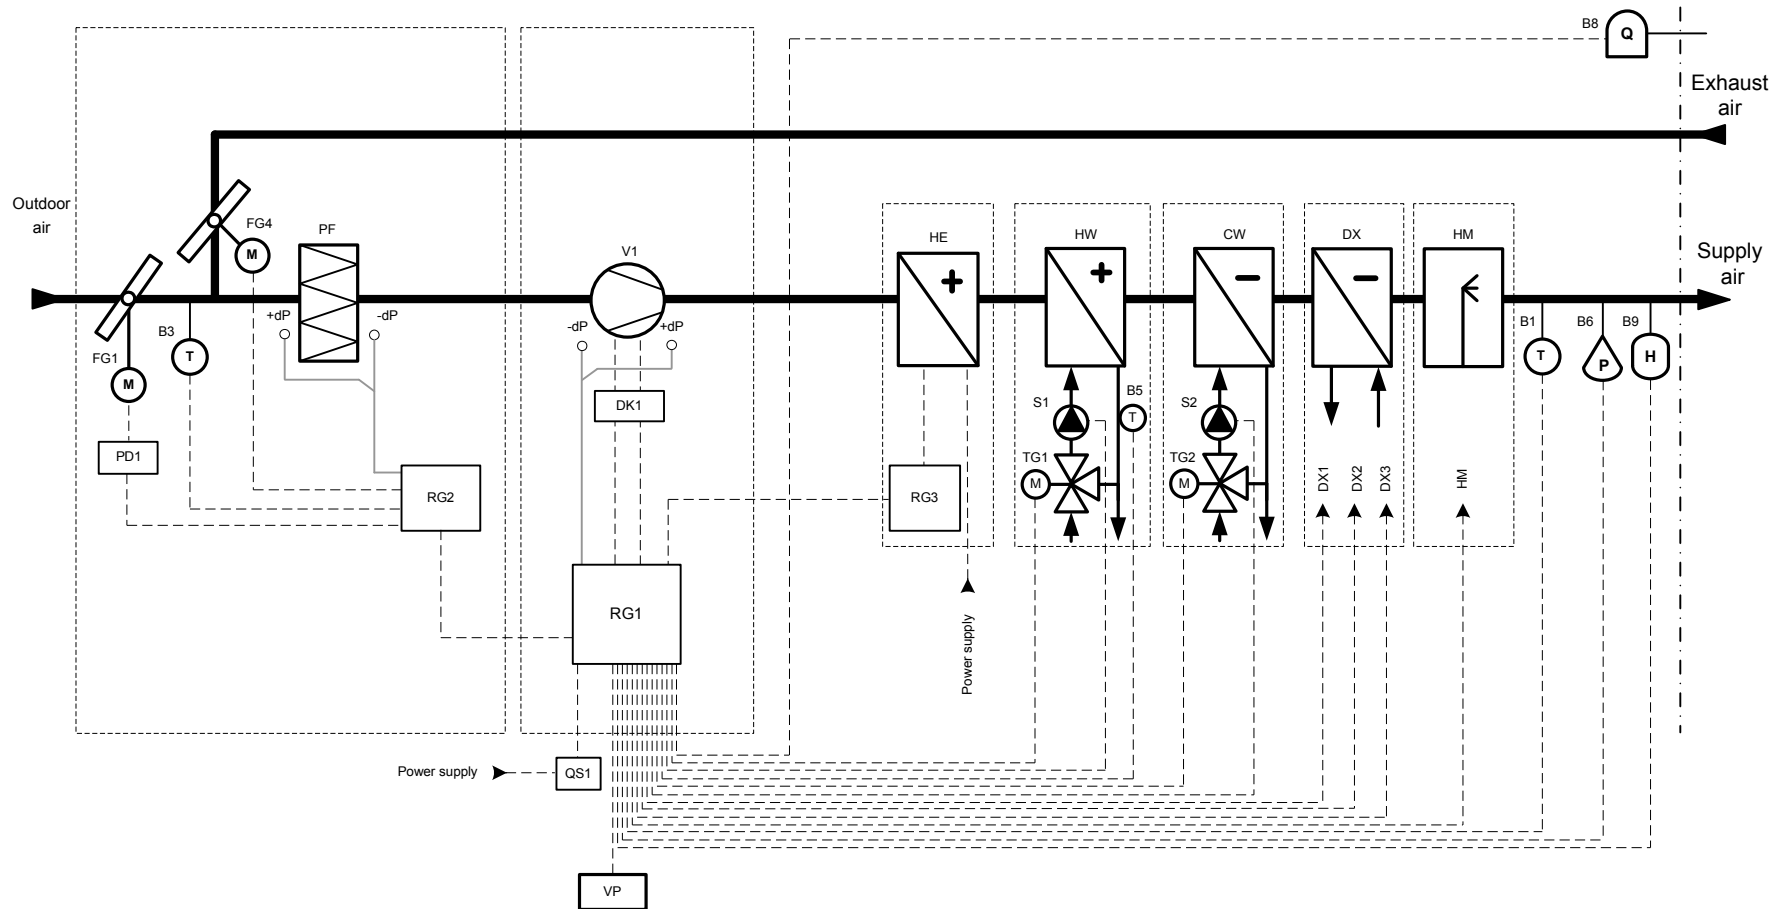 B8
Q
Exhaust
air
Outdoor
air
FG4
M
PF
V1
HE
+
HW
+
CW
−
DX
−
HM
Supply
air
B3
T
+dP
-dP
-dP
+dP
FG1
M
PD1
RG2
DK1
RG3
S1
B5
T
TG1
M
S2
TG2
M
DX1
DX2
DX3
HM
B1
T
B6
P
B9
H
RG1
Power supply
Power supply
QS1
VP